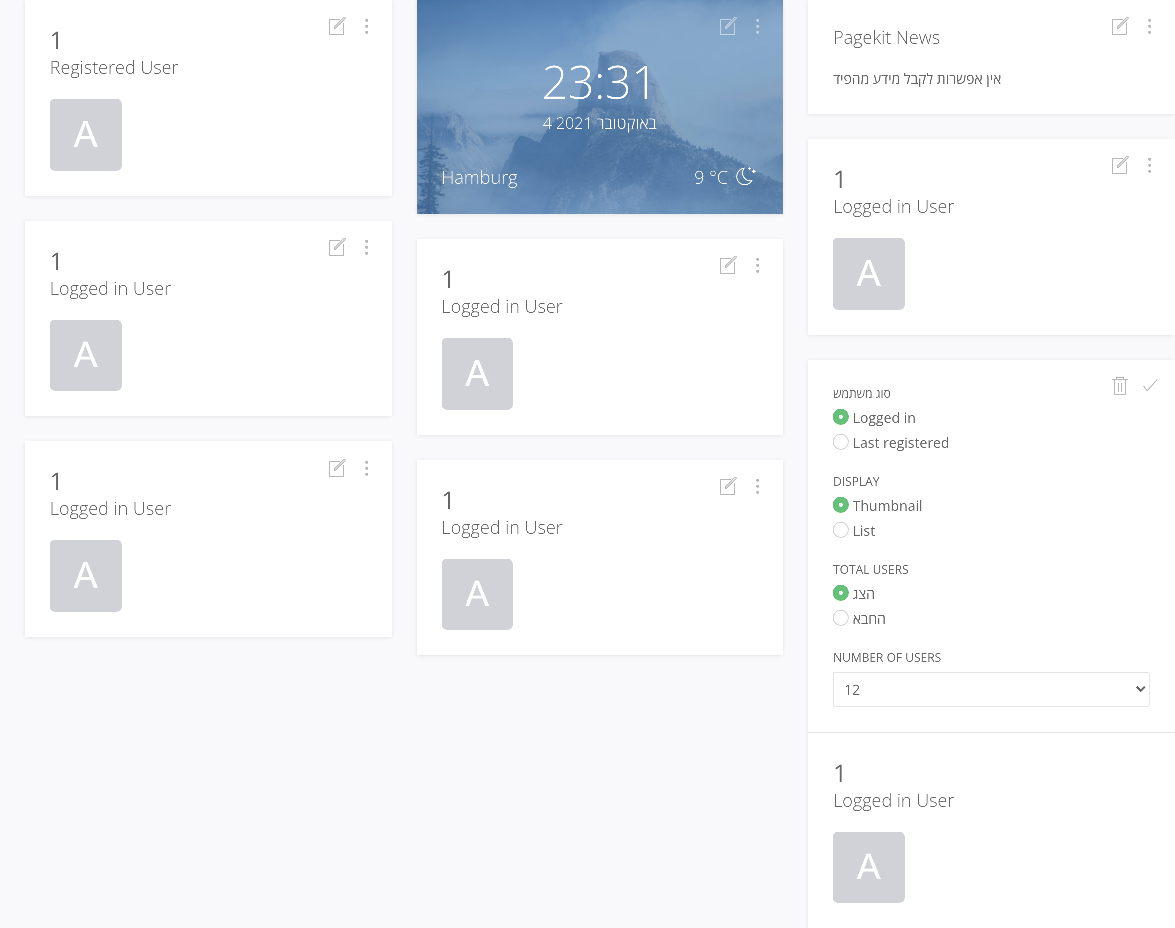 1
Registered User
A
1
Logged in User
A
1
Logged in User
A
23:31
4 באוקטובר 2021
Hamburg
9 °C
1
Logged in User
A
1
Logged in User
A
Pagekit News
אין אפשרות לקבל מידע מהפיד
1
Logged in User
A
סוג משתמש
Logged in
Last registered
DISPLAY
Thumbnail
List
TOTAL USERS
הצג
החבא
NUMBER OF USERS
12
1
Logged in User
A